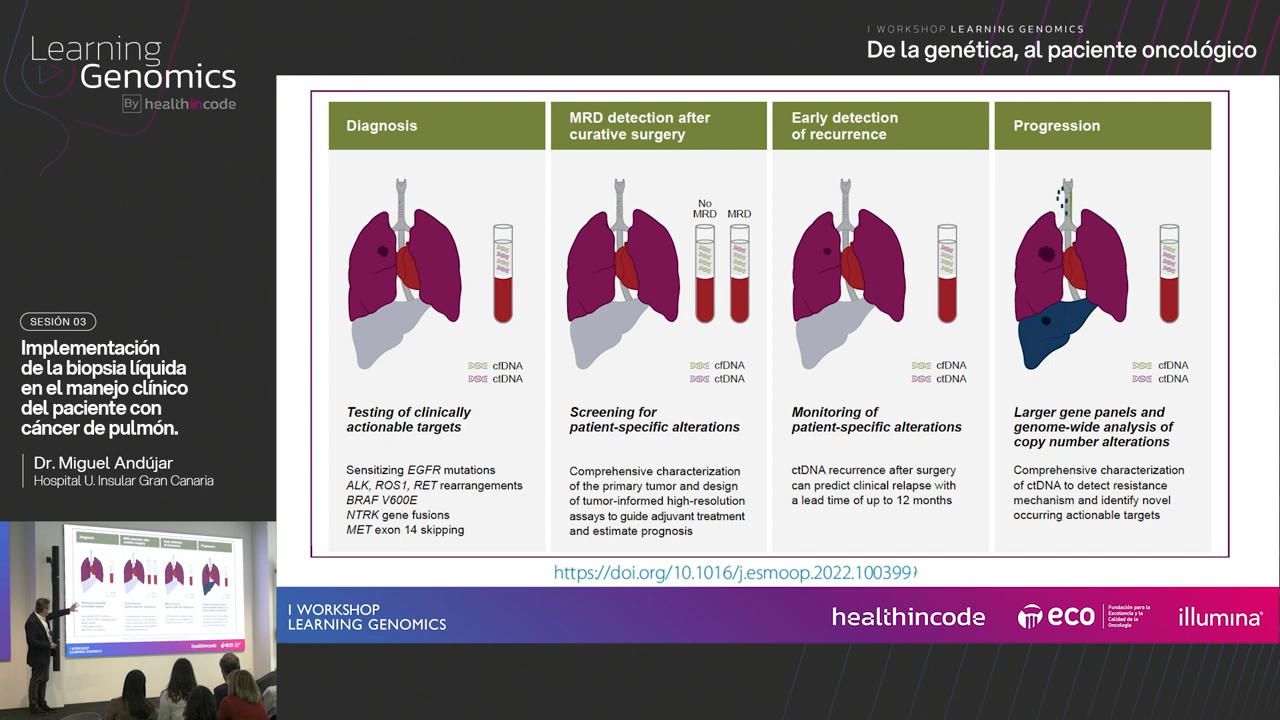 Learning
Genomics
By healthincode
I WORKSHOP LEARNING GENOMICS
De la genética, al paciente oncológico
SESIÓN 03
Implementación
de la biopsia líquida
en el manejo clínico
del paciente con
cáncer de pulmón.
Dr. Miguel Andújar
Hospital U. Insular Gran Canaria
Diagnosis
cfDNA
ctDNA
Testing of clinically
actionable targets
Sensitizing EGFR mutations
ALK, ROS1, RET rearrangements
BRAF V600E
NTRK gene fusions
MET exon 14 skipping
MRD detection after
curative surgery
No
MRD
MRD
cfDNA
ctDNA
Screening for
patient-specific alterations
Comprehensive characterization
of the primary tumor and design
of tumor-informed high-resolution
assays to guide adjuvant treatment
and estimate prognosis
Early detection
of recurrence
cfDNA
ctDNA
Monitoring of
patient-specific alterations
ctDNA recurrence after surgery
can predict clinical relapse with
a lead time of up to 12 months
Progression
cfDNA
ctDNA
Larger gene panels and
genome-wide analysis of
copy number alterations
Comprehensive characterization
of ctDNA to detect resistance
mechanism and identify novel
occurring actionable targets
https://doi.org/10.1016/j.esmoop.2022.100399
I WORKSHOP
LEARNING GENOMICS
healthincode
eco
Fundación para la
Excelencia y la
Calidad de la
Oncología
illumina